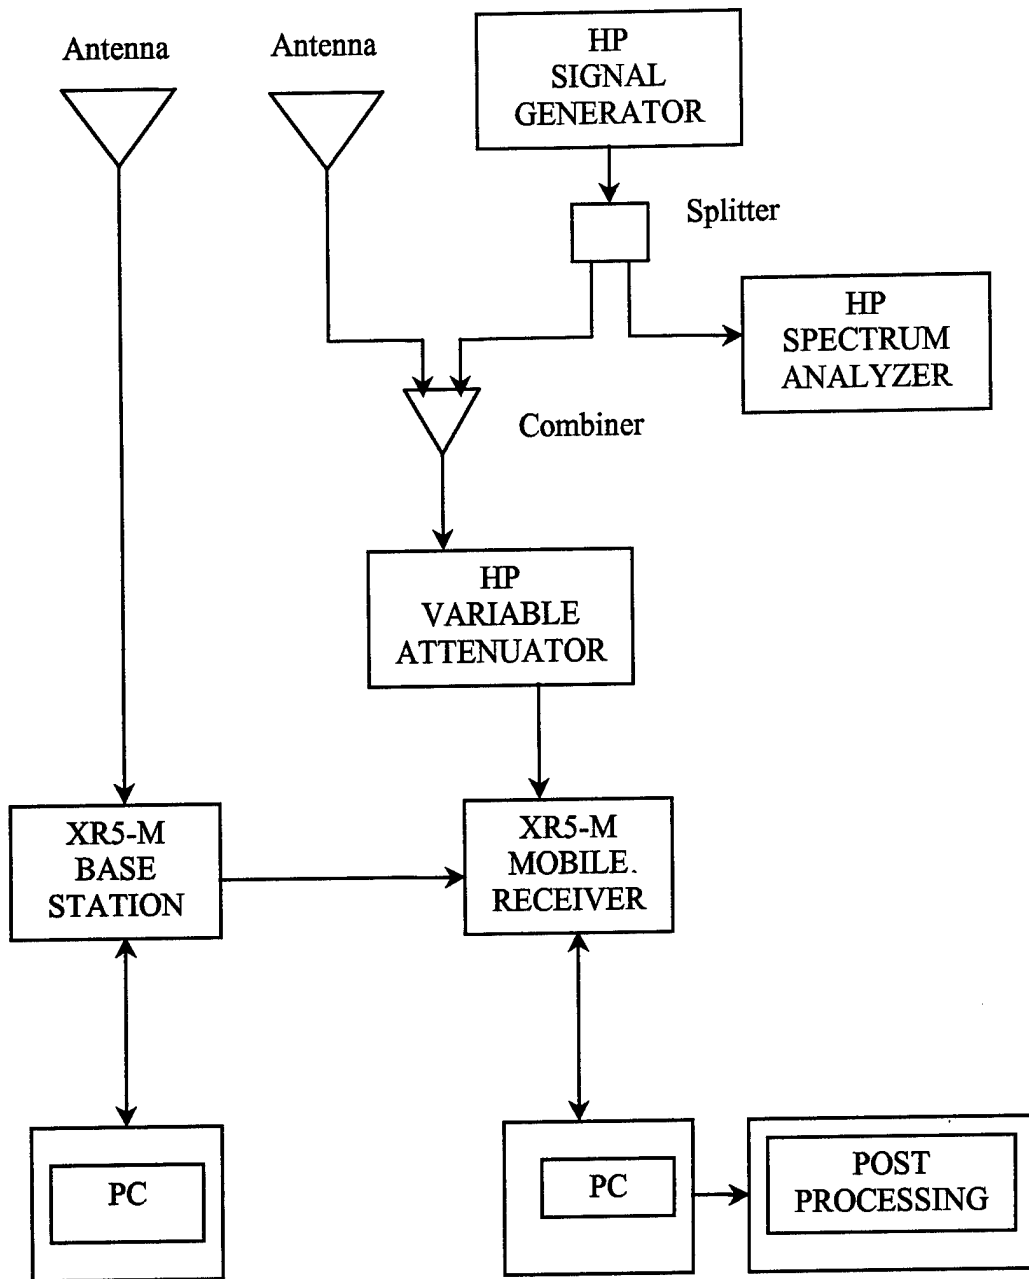 Antenna
Antenna
HP
SIGNAL
GENERATOR
Splitter
HP
SPECTRUM
ANALYZER
Combiner
HP
VARIABLE
ATTENUATOR
XR5-M
BASE
STATION
XR5-M
MOBILE.
RECEIVER
PC
PC
POST
PROCESSING